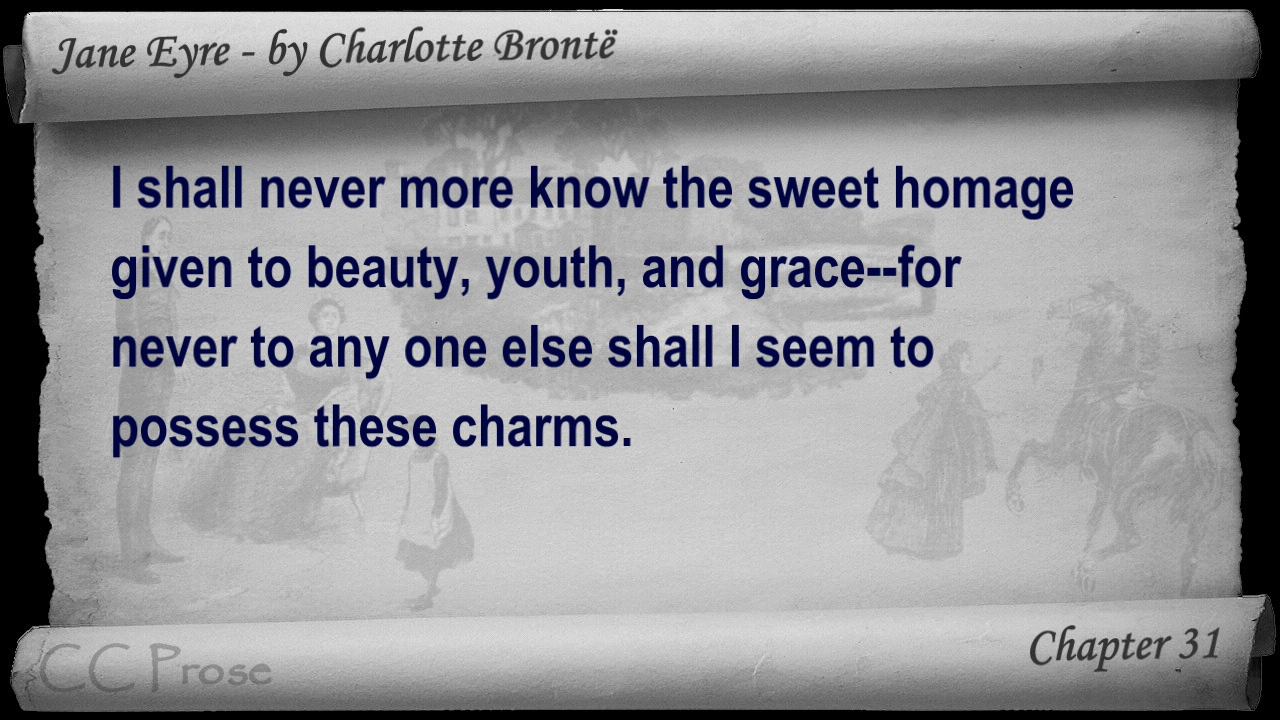 Jane Eyre - by Charlotte Brontë
I shall never more know the sweet homage
given to beauty, youth, and grace--for
never to any one else shall I seem to
possess these charms.
CC Prose
Chapter 31